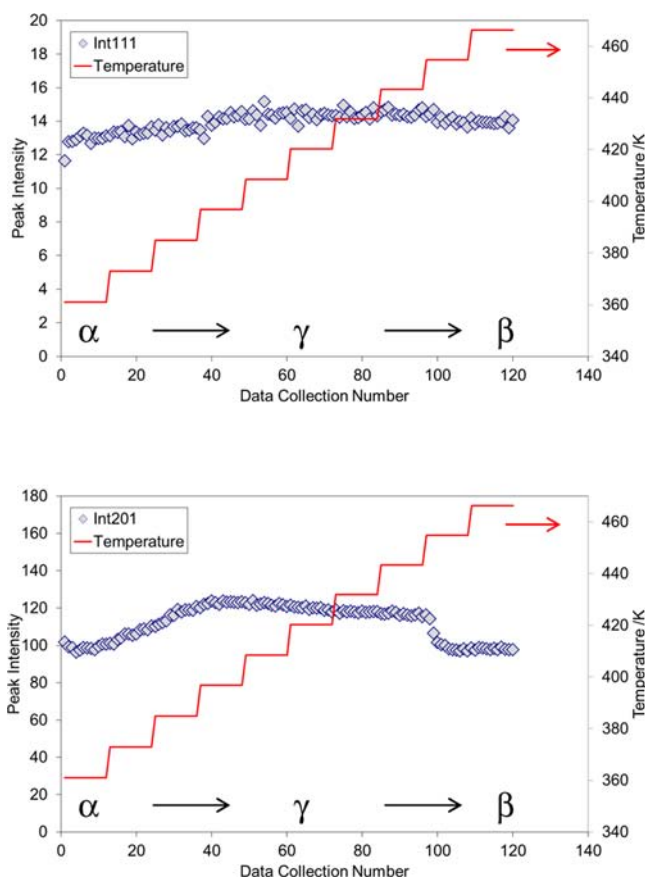 20
18
16
14
12
10
8
6
4
2
0
Peak Intensity
Int111
Temperature
460
440
420
400
380
360
340
Temperature /K
α γ β
0 20 40 60 80 100 120 140
Data Collection Number
180
160
140
120
100
80
60
40
20
0
Peak Intensity
Int201
Temperature
460
440
420
400
380
360
340
Temperature /K
α γ β
0 20 40 60 80 100 120 140
Data Collection Number